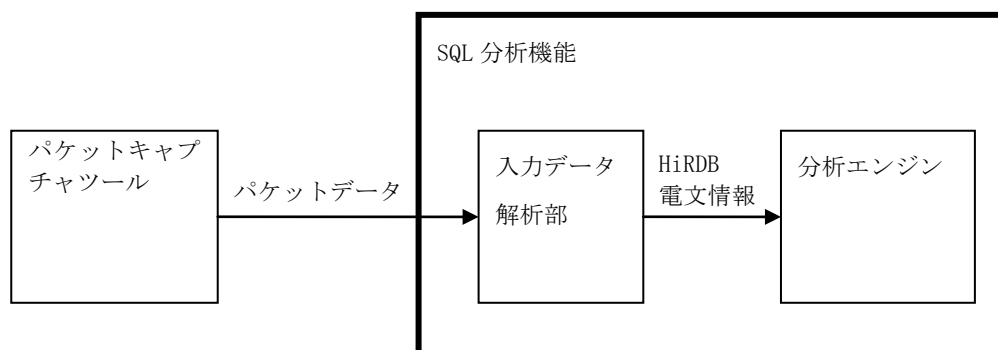 SQL 分析機能
パケットキャプ
チャツール
パケットデータ
入力データ
解析部
HiRDB
電文情報
分析エンジン